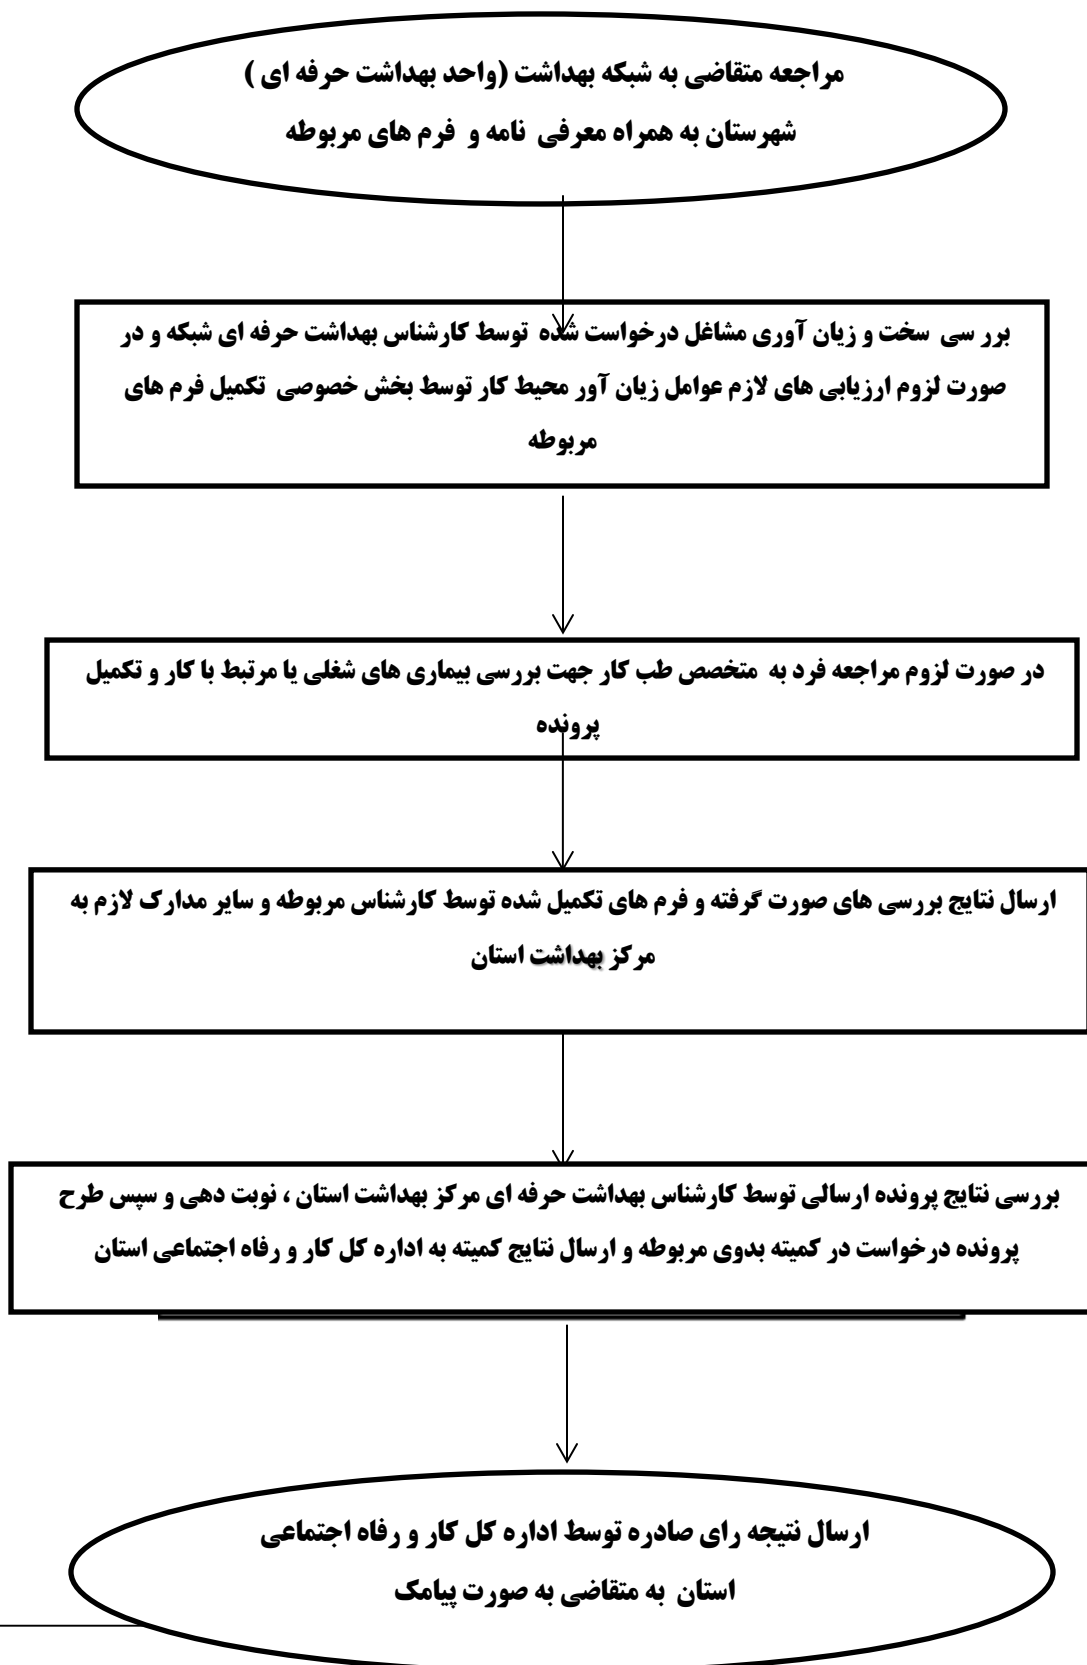 مراجعه متقاضی به شبکه بهداشت (واحد بهداشت حرفه ای )
شهرستان به همراه معرفی نامه و فرم های مربوطه
برر سی سخت و زیان آوری مشاغل درخواست شده توسط کارشناس بهداشت حرفه ای شبکه و در
صورت لزوم ارزیابی های لازم عوامل زیان آور محیط کار توسط بخش خصوصی تکمیل فرم های
مربوطه
در صورت لزوم مراجعه فرد به متخصص طب کار جهت بررسی بیماری های شغلی یا مرتبط با کار و تکمیل
پرونده
ارسال نتایج بررسی های صورت گرفته و فرم های تکمیل شده توسط کارشناس مربوطه و سایر مدارک لازم به
مرکز بهداشت استان
بررسی نتایج پرونده ارسالی توسط کارشناس بهداشت حرفه ای مرکز بهداشت استان ، نوبت دهی و سپس طرح
پرونده درخواست در کمیته بدوی مربوطه و ارسال نتایج کمیته به اداره کل کار و رفاه اجتماعی استان
ارسال نتیجه رای صادره توسط اداره کل کار و رفاه اجتماعی
استان به متقاضی به صورت پیامک